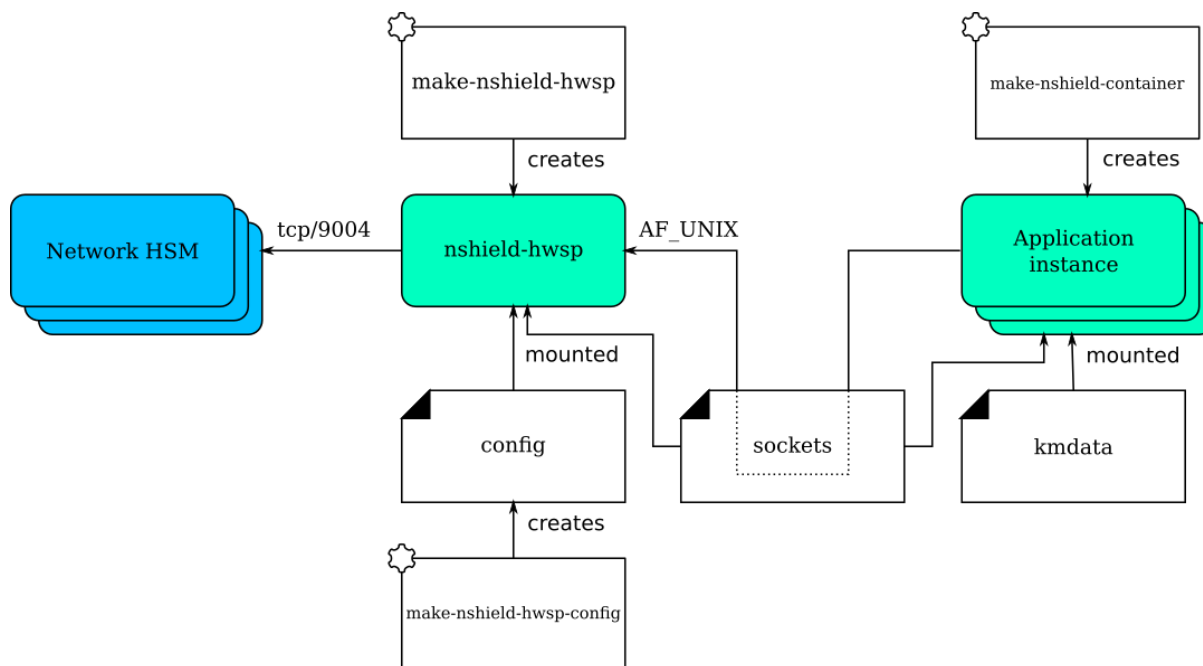 make-nshield-hwsp
make-nshield-container
creates
creates
Network HSM
tcp/9004
nshield-hwsp
AF_UNIX
Application
instance
mounted
mounted
config
sockets
kmdata
creates
make-nshield-hwsp-config